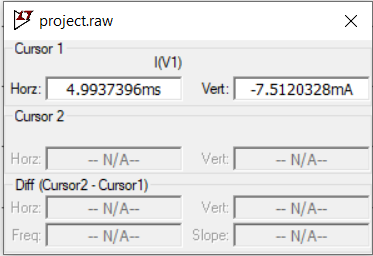 project.raw
Cursor 1
I(V1)
Horz: 4.9937396ms Vert: -7.5120328mA
Cursor 2
Horz: -- N/A-- Vert: -- N/A--
Diff (Cursor2 - Cursor1)
Horz: -- N/A-- Vert: -- N/A--
Freq: -- N/A-- Slope: -- N/A--